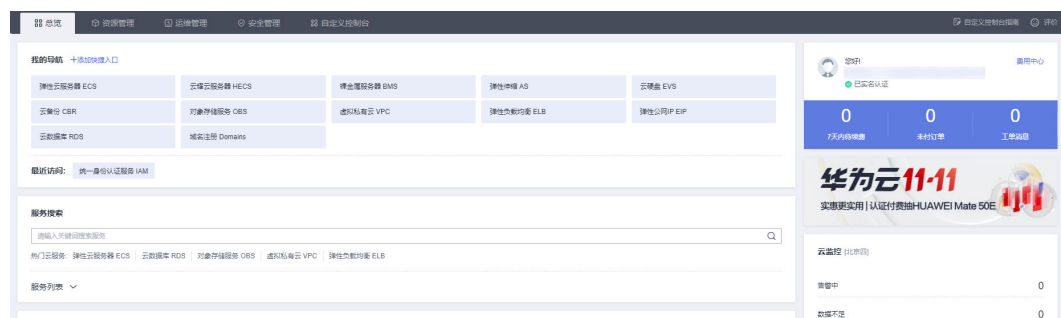 总览 资源管理 运维管理 安全管理 自定义控制台 自定义控制台指南 评价
我的导航 +添加快捷入口
弹性云服务器 ECS 云耀云服务器 HECS 裸金属服务器 BMS 弹性伸缩 AS 云硬盘 EVS
云备份 CBR 对象存储服务 OBS 虚拟私有云 VPC 弹性负载均衡 ELB 弹性公网IP EIP
云数据库 RDS 域名注册 Domains
最近访问: 统一身份认证服务 IAM
服务搜索
请输入关键词搜索服务
热门云服务: 弹性云服务器 ECS 云数据库 RDS 对象存储服务 OBS 虚拟私有云 VPC 弹性负载均衡 ELB
服务列表
您好! 费用中心
已实名认证
0 0 0
7天内待续费 未付订单 工单消息
华为云11·11
实惠更实用 | 认证付费抽HUAWEI Mate 50E
云监控 [北京四]
告警中 0
数据不足 0